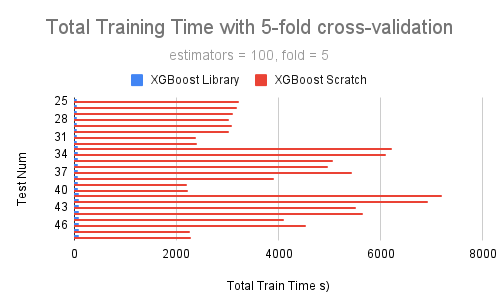 Total Training Time with 5-fold cross-validation
estimators = 100, fold = 5
XGBoost Library XGBoost Scratch
Test Num
25
28
31
34
37
40
43
46
0 2000 4000 6000 8000
Total Train Time s)